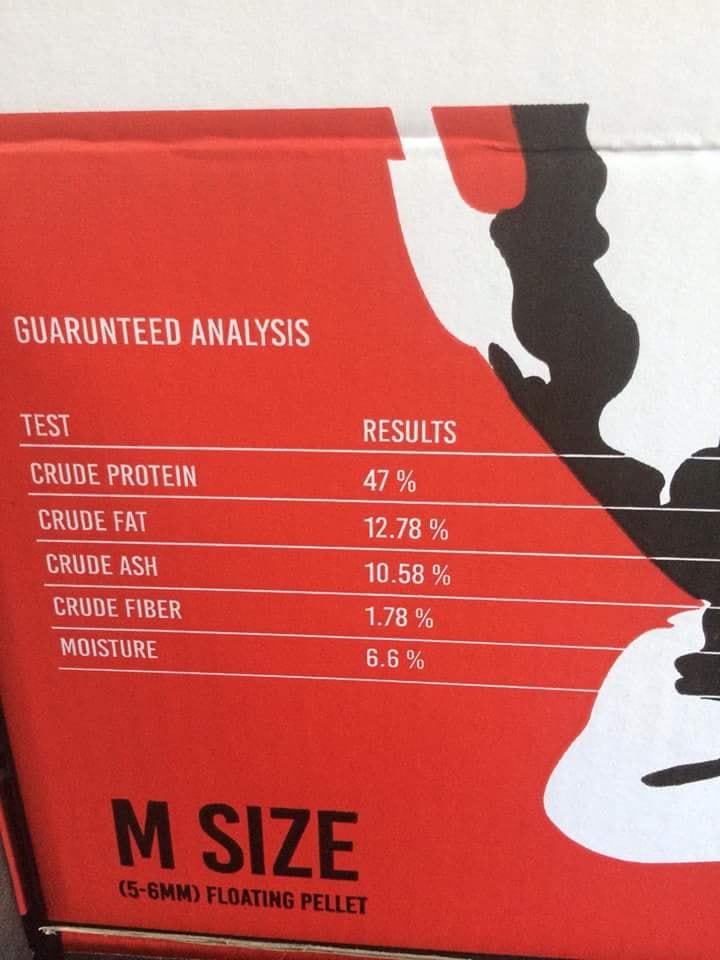 GUARUNTEED ANALYSIS
TEST RESULTS
CRUDE PROTEIN 47 %
CRUDE FAT 12.78 %
CRUDE ASH 10.58 %
CRUDE FIBER 1.78 %
MOISTURE 6.6 %
M SIZE
(5-6MM) FLOATING PELLET